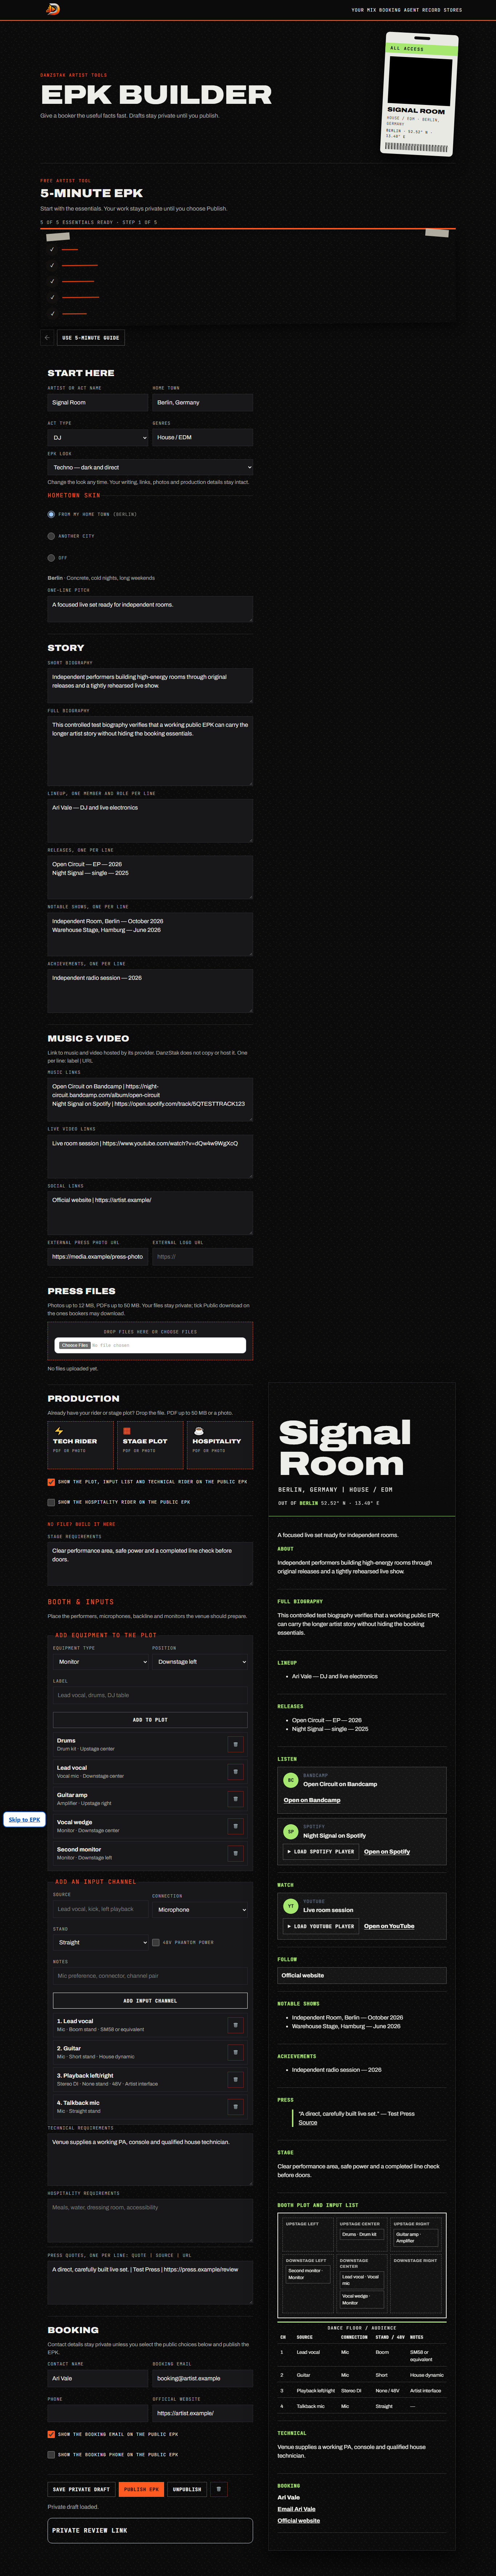 YOUR MIX BOOKING AGENT RECORD STORES
DANISTAR ARTIST TOOLS
EPK BUILDER
Give a booker the useful facts fast. Drafts stay private until you publish.
ALL ACCESS
SIGNAL ROOM
HOUSE / EDM · BERLIN, GERMANY
BERLIN · 52.52° N · 13.40° E
FREE ARTIST TOOL
5-MINUTE EPK
Start with the essentials. Your work stays private until you choose Publish.
5 OF 5 ESSENTIALS READY · STEP 1 OF 5
USE 5-MINUTE GUIDE
START HERE
ARTIST OR ACT NAME
HOME TOWN
Signal Room
Berlin, Germany
ACT TYPE
GENRES
DJ
House / EDM
EPK LOOK
Techno — dark and direct
Change the look any time. Your writing, links, photos and production details stay intact.
HOMETOWN SKIN
FROM MY HOME TOWN (BERLIN)
ANOTHER CITY
OFF
Berlin · Concrete, cold nights, long weekends
ONE-LINE PITCH
A focused live set ready for independent rooms.
STORY
SHORT BIOGRAPHY
Independent performers building high-energy rooms through original
releases and a tightly rehearsed live show.
FULL BIOGRAPHY
This controlled test biography verifies that a working public EPK can carry the
longer artist story without hiding the booking essentials.
LINEUP, ONE MEMBER AND ROLE PER LINE
Ari Vale — DJ and live electronics
RELEASES, ONE PER LINE
Open Circuit — EP — 2026
Night Signal — single — 2025
NOTABLE SHOWS, ONE PER LINE
Independent Room, Berlin — October 2026
Warehouse Stage, Hamburg — June 2026
ACHIEVEMENTS, ONE PER LINE
Independent radio session — 2026
MUSIC & VIDEO
Link to music and video hosted by its provider. DanzStak does not copy or host it. One
per line: label | URL
MUSIC LINKS
Open Circuit on Bandcamp | https://night-
circuit.bandcamp.com/album/open-circuit
Night Signal on Spotify | https://open.spotify.com/track/5QTESTTRACK123
LIVE VIDEO LINKS
Live room session | https://www.youtube.com/watch?v=dQw4w9WgXcQ
SOCIAL LINKS
Official website | https://artist.example/
EXTERNAL PRESS PHOTO URL
EXTERNAL LOGO URL
https://media.example/press-photo
https://
PRESS FILES
Photos up to 12 MB, PDFs up to 50 MB. Your files stay private; tick Public download on
the ones bookers may download.
DROP FILES HERE OR CHOOSE FILES
Choose Files No file chosen
No files uploaded yet.
PRODUCTION
Already have your rider or stage plot? Drop the file. PDF up to 50 MB or a photo.
TECH RIDER
PDF OR PHOTO
STAGE PLOT
PDF OR PHOTO
HOSPITALITY
PDF OR PHOTO
SHOW THE PLOT, INPUT LIST AND TECHNICAL RIDER ON THE PUBLIC EPK
SHOW THE HOSPITALITY RIDER ON THE PUBLIC EPK
NO FILE? BUILD IT HERE
STAGE REQUIREMENTS
Clear performance area, safe power and a completed line check before
doors.
BOOTH & INPUTS
Place the performers, microphones, backline and monitors the venue should prepare.
ADD EQUIPMENT TO THE PLOT
EQUIPMENT TYPE
POSITION
Monitor
Downstage left
LABEL
Lead vocal, drums, DJ table
ADD TO PLOT
Drums
Drum kit · Upstage center
Lead vocal
Vocal mic · Downstage center
Guitar amp
Amplifier · Upstage right
Skip to EPK
Vocal wedge
Monitor · Downstage center
Second monitor
Monitor · Downstage left
ADD AN INPUT CHANNEL
SOURCE
CONNECTION
Lead vocal, kick, left playback
Microphone
STAND
Straight
48V PHANTOM POWER
NOTES
Mic preference, connector, channel pair
ADD INPUT CHANNEL
1. Lead vocal
Mic · Boom stand · SM58 or equivalent
2. Guitar
Mic · Short stand · House dynamic
3. Playback left/right
Stereo DI · None stand · 48V · Artist interface
4. Talkback mic
Mic · Straight stand
TECHNICAL REQUIREMENTS
Venue supplies a working PA, console and qualified house technician.
HOSPITALITY REQUIREMENTS
Meals, water, dressing room, accessibility
PRESS QUOTES, ONE PER LINE: QUOTE | SOURCE | URL
A direct, carefully built live set. | Test Press | https://press.example/review
BOOKING
Contact details stay private unless you select the public choices below and publish the
EPK.
CONTACT NAME
BOOKING EMAIL
Ari Vale
booking@artist.example
PHONE
OFFICIAL WEBSITE
https://artist.example/
SHOW THE BOOKING EMAIL ON THE PUBLIC EPK
SHOW THE BOOKING PHONE ON THE PUBLIC EPK
SAVE PRIVATE DRAFT
PUBLISH EPK
UNPUBLISH
Private draft loaded.
PRIVATE REVIEW LINK
Signal
Room
BERLIN, GERMANY | HOUSE / EDM
OUT OF BERLIN 52.52° N · 13.40° E
A focused live set ready for independent rooms.
ABOUT
Independent performers building high-energy rooms through original
releases and a tightly rehearsed live show.
FULL BIOGRAPHY
This controlled test biography verifies that a working public EPK
can carry the longer artist story without hiding the booking
essentials.
LINEUP
Ari Vale — DJ and live electronics
RELEASES
Open Circuit — EP — 2026
Night Signal — single — 2025
LISTEN
BC
BANDCAMP
Open Circuit on Bandcamp
Open on Bandcamp
SP
SPOTIFY
Night Signal on Spotify
LOAD SPOTIFY PLAYER
Open on Spotify
WATCH
YT
YOUTUBE
Live room session
LOAD YOUTUBE PLAYER
Open on YouTube
FOLLOW
Official website
NOTABLE SHOWS
Independent Room, Berlin — October 2026
Warehouse Stage, Hamburg — June 2026
ACHIEVEMENTS
Independent radio session — 2026
PRESS
"A direct, carefully built live set." — Test Press
Source
STAGE
Clear performance area, safe power and a completed line check
before doors.
BOOTH PLOT AND INPUT LIST
UPSTAGE LEFT
UPSTAGE CENTER
Drums · Drum kit
UPSTAGE RIGHT
Guitar amp ·
Amplifier
DOWNSTAGE LEFT
Second monitor ·
Monitor
DOWNSTAGE
CENTER
Lead vocal · Vocal
mic
Vocal wedge ·
Monitor
DOWNSTAGE RIGHT
DANCE FLOOR / AUDIENCE
CH SOURCE CONNECTION STAND / 48V NOTES
1 Lead vocal Mic Boom SM58 or equivalent
2 Guitar Mic Short House dynamic
3 Playback left/right Stereo DI None / 48V Artist interface
4 Talkback mic Mic Straight —
TECHNICAL
Venue supplies a working PA, console and qualified house
technician.
BOOKING
Ari Vale
Email Ari Vale
Official website